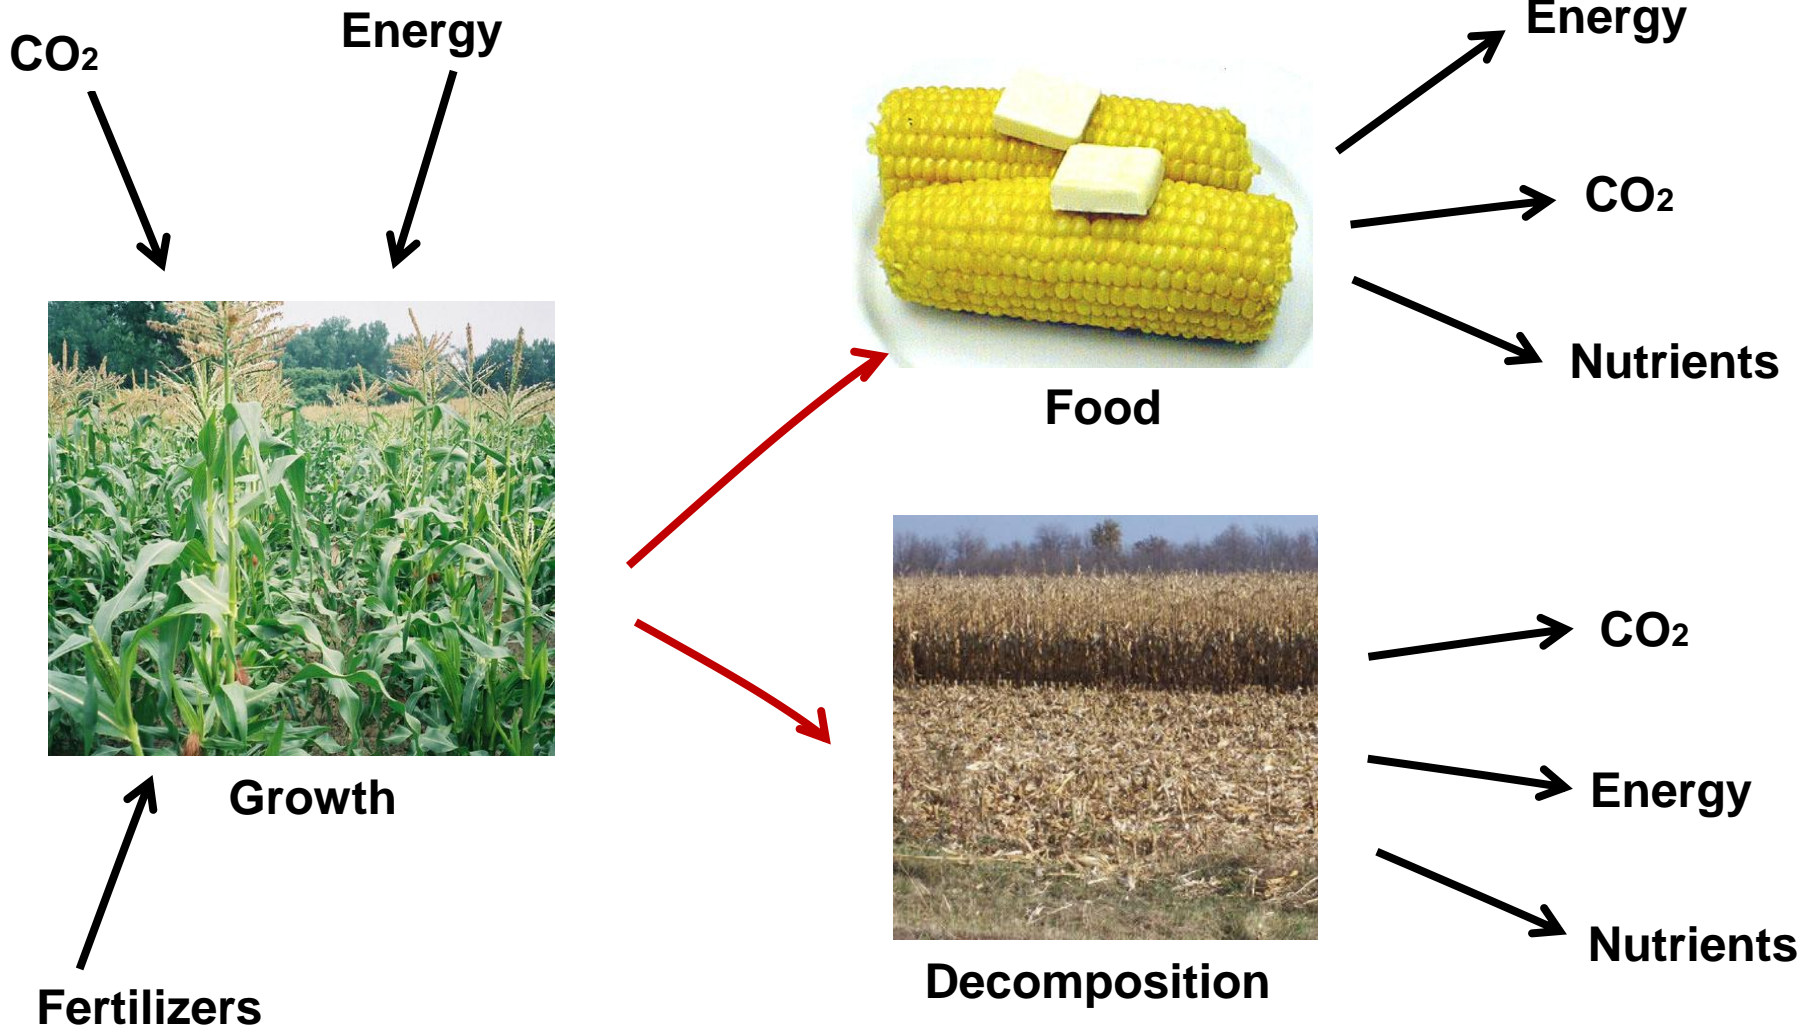 CO2
Energy
Energy
CO2
Nutrients
Food
Growth
Fertilizers
CO2
Energy
Nutrients
Decomposition